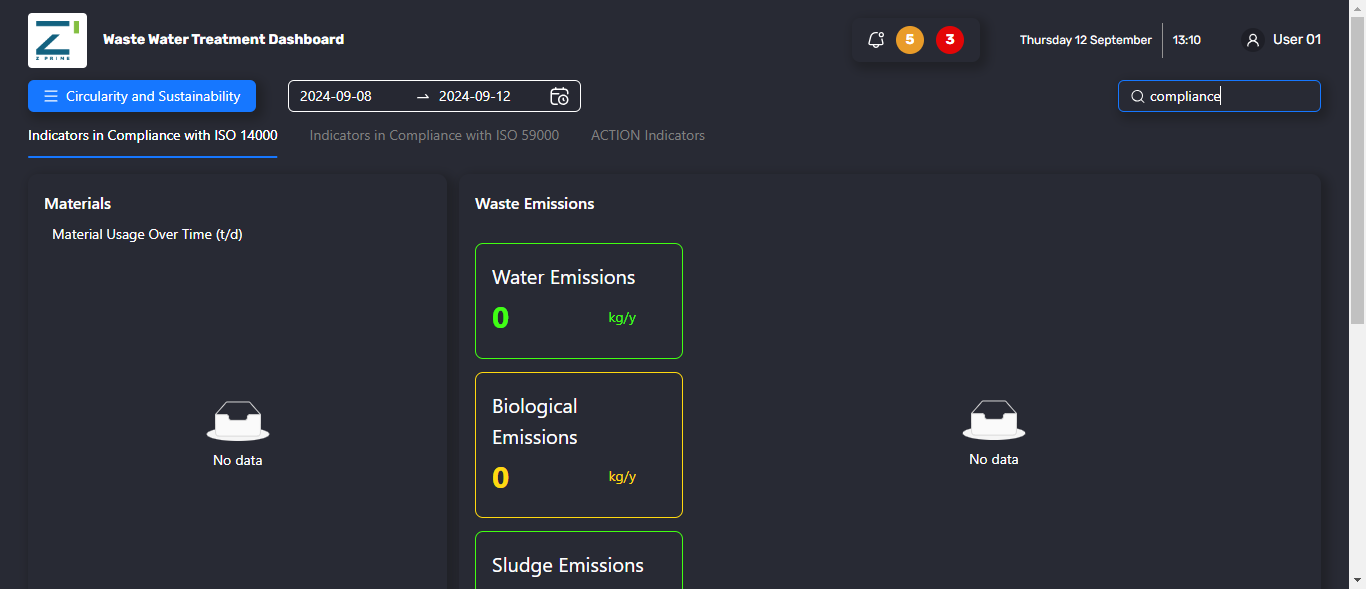 Z PRIME
Waste Water Treatment Dashboard
5
3
Thursday 12 September
13:10
User 01
Circularity and Sustainability
2024-09-08 → 2024-09-12
compliance
Indicators in Compliance with ISO 14000
Indicators in Compliance with ISO 59000
ACTION Indicators
Materials
Material Usage Over Time (t/d)
No data
Waste Emissions
Water Emissions
0 kg/y
Biological
Emissions
0 kg/y
Sludge Emissions
No data